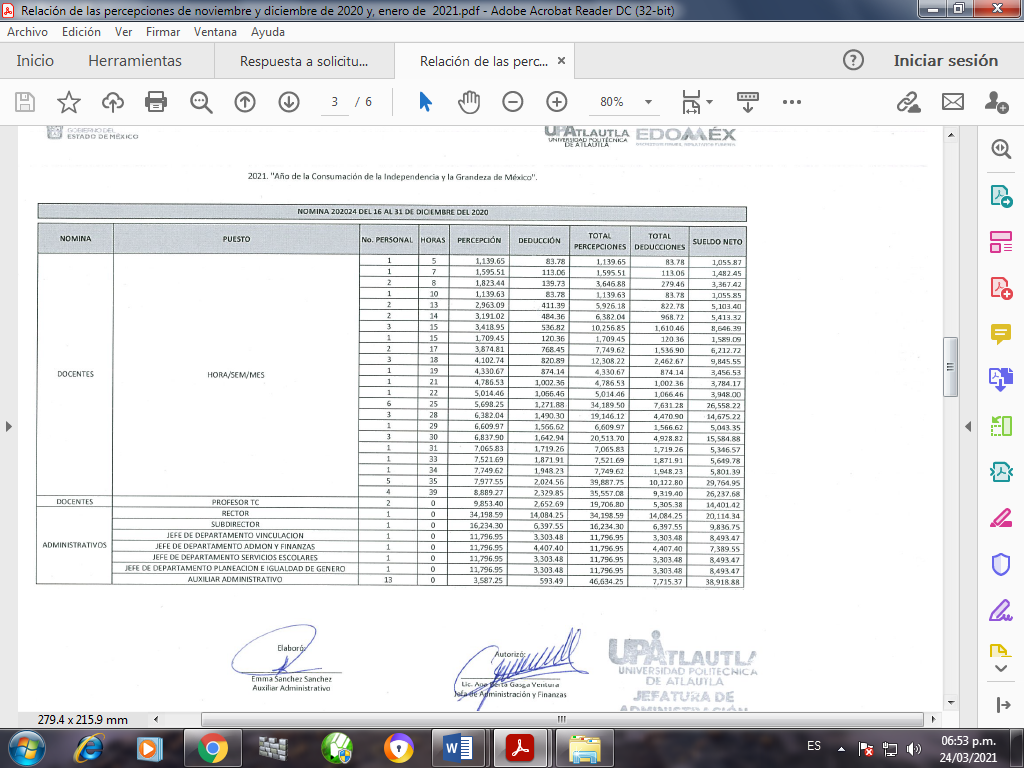 Relación de las percepciones de noviembre y diciembre de 2020 y, enero de  2021.pdf - Adobe Acrobat Reader DC (32-bit)
Archivo Edición Ver Firmar Ventana Ayuda
Inicio Herramientas Respuesta a solicitu... Relación de las perc... × Iniciar sesión
3 / 6 80%
GOBIERNO DEL
ESTADO DE MÉXICO
UPATLAUTLA EDOMÉX
UNIVERSIDAD POLITÉCNICA
DE ATLAUTLA
2021. "Año de la Consumación de la Independencia y la Grandeza de México".
NOMINA 202024 DEL 16 AL 31 DE DICIEMBRE DEL 2020
NOMINA PUESTO No. PERSONAL HORAS PERCEPCIÓN DEDUCCIÓN TOTAL PERCEPCIONES TOTAL DEDUCCIONES SUELDO NETO
DOCENTES HORA/SEM/MES
1 5 1,139.65 83.78 1,139.65 83.78 1,055.87
1 7 1,595.51 113.06 1,595.51 113.06 1,482.45
2 8 1,823.44 139.73 3,646.88 279.46 3,367.42
1 10 1,139.63 83.78 1,139.63 83.78 1,055.85
2 13 2,963.09 411.39 5,926.18 822.78 5,103.40
2 14 3,191.02 484.36 6,382.04 968.72 5,413.32
3 15 3,418.95 536.82 10,256.85 1,610.46 8,646.39
1 15 1,709.45 120.36 1,709.45 120.36 1,589.09
2 17 3,874.81 768.45 7,749.62 1,536.90 6,212.72
3 18 4,102.74 820.89 12,308.22 2,462.67 9,845.55
1 19 4,330.67 874.14 4,330.67 874.14 3,456.53
1 21 4,786.53 1,002.36 4,786.53 1,002.36 3,784.17
1 22 5,014.46 1,066.46 5,014.46 1,066.46 3,948.00
6 25 5,698.25 1,271.88 34,189.50 7,631.28 26,558.22
3 28 6,382.04 1,490.30 19,146.12 4,470.90 14,675.22
1 29 6,609.97 1,566.62 6,609.97 1,566.62 5,043.35
3 30 6,837.90 1,642.94 20,513.70 4,928.82 15,584.88
1 31 7,065.83 1,719.26 7,065.83 1,719.26 5,346.57
1 33 7,521.69 1,871.91 7,521.69 1,871.91 5,649.78
1 34 7,749.62 1,948.23 7,749.62 1,948.23 5,801.39
5 35 7,977.55 2,024.56 39,887.75 10,122.80 29,764.95
4 39 8,889.27 2,329.85 35,557.08 9,319.40 26,237.68
DOCENTES PROFESOR TC 2 0 9,853.40 2,652.69 19,706.80 5,305.38 14,401.42
ADMINISTRATIVOS
RECTOR 1 0 34,198.59 14,084.25 34,198.59 14,084.25 20,114.34
SUBDIRECTOR 1 0 16,234.30 6,397.55 16,234.30 6,397.55 9,836.75
JEFE DE DEPARTAMENTO VINCULACION 1 0 11,796.95 3,303.48 11,796.95 3,303.48 8,493.47
JEFE DE DEPARTAMENTO ADMON Y FINANZAS 1 0 11,796.95 4,407.40 11,796.95 4,407.40 7,389.55
JEFE DE DEPARTAMENTO SERVICIOS ESCOLARES 1 0 11,796.95 3,303.48 11,796.95 3,303.48 8,493.47
JEFE DE DEPARTAMENTO PLANEACION E IGUALDAD DE GENERO 1 0 11,796.95 3,303.48 11,796.95 3,303.48 8,493.47
AUXILIAR ADMINISTRATIVO 13 0 3,587.25 593.49 46,634.25 7,715.37 38,918.88
Elaboró:
Emma Sanchez Sanchez
Auxiliar Administrativo
Autorizó:
Lic. Ana Berta Gasga Ventura
Jefa de Administración y Finanzas
UPATLAUTLA
UNIVERSIDAD POLITÉCNICA
DE ATLAUTLA
JEFATURA DE
ADMINISTRACIÓN
279.4 x 215.9 mm
ES 06:53 p.m.
24/03/2021